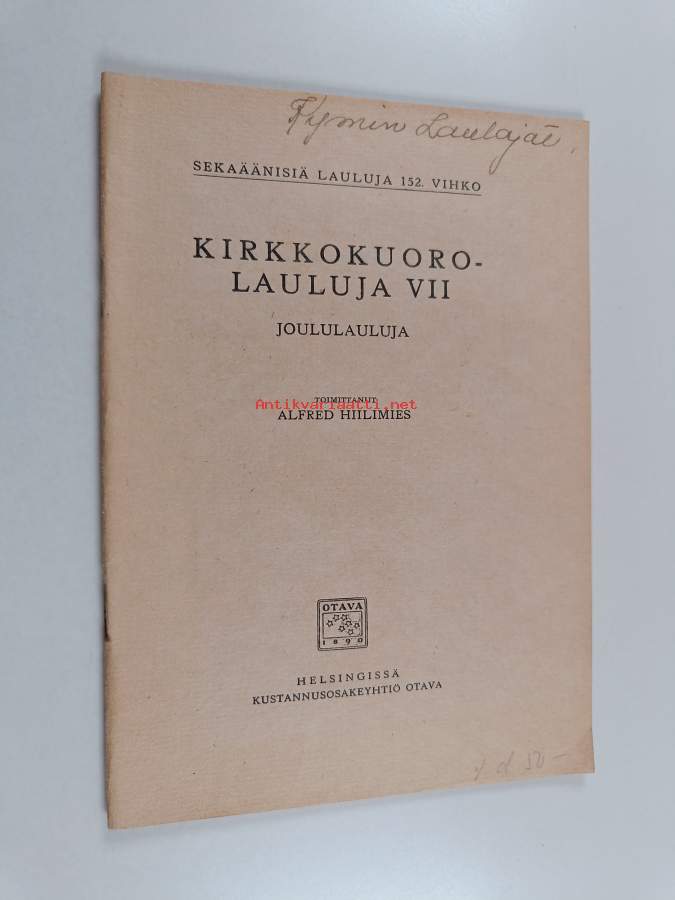 Kymin Laulajat
SEKAÄÄNISIÄ LAULUJA 152. VIHKO
KIRKKOKUORO-
LAULUJA VII
JOULULAULUJA
TOIMITTANUT
Antikvariaatti.net
ALFRED HIILIMIES
OTAVA
1890
HELSINGISSÄ
KUSTANNUSOSAKEYHTIÖ OTAVA